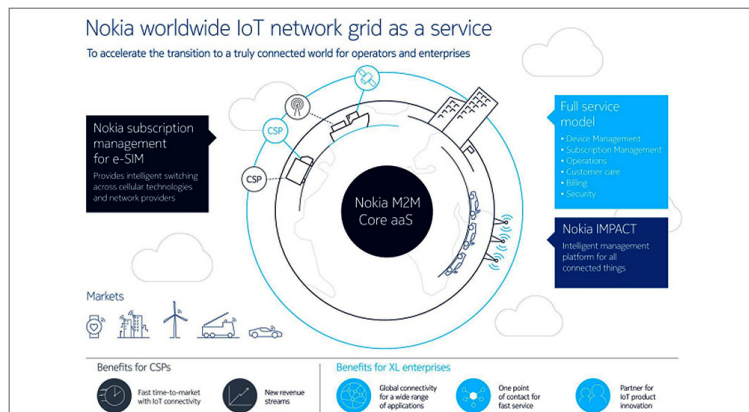 Nokia worldwide IoT network grid as a service
To accelerate the transition to a truly connected world for operators and enterprises
Nokia subscription
management
for e-SIM
Provides intelligent switching
across cellular technologies
and network providers
CSP
CSP
Nokia M2M
Core aaS
Full service
model
• Device Management
• Subscription Management
• Operations
• Customer care
• Billing
• Security
Nokia IMPACT
Intelligent management
platform for all
connected things
Markets
Benefits for CSPs
Fast time-to-market
with IoT connectivity
New revenue
streams
Benefits for XL enterprises
Global connectivity
for a wide range
of applications
One point
of contact for
fast service
Partner for
IoT product
innovation